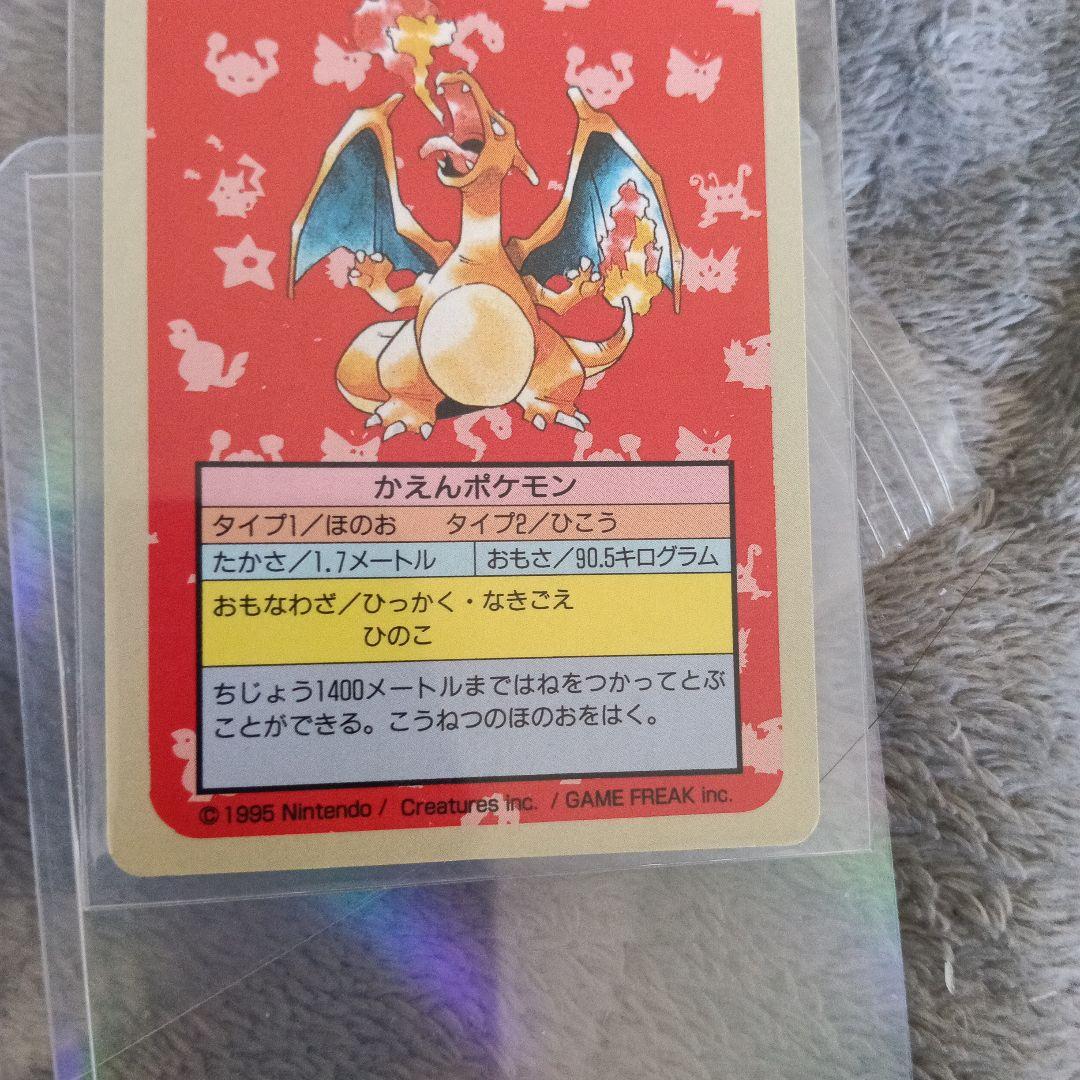 かえんポケモン
タイプ1／ほのお　タイプ2／ひこう
たかさ／1.7メートル　おもさ／90.5キログラム
おもなわざ／ひっかく・なきごえ
ひのこ
ちじょう1400メートルまではねをつかってとぶ
ことができる。こうねつのほのおをはく。
©1995 Nintendo / Creatures inc. / GAME FREAK inc.